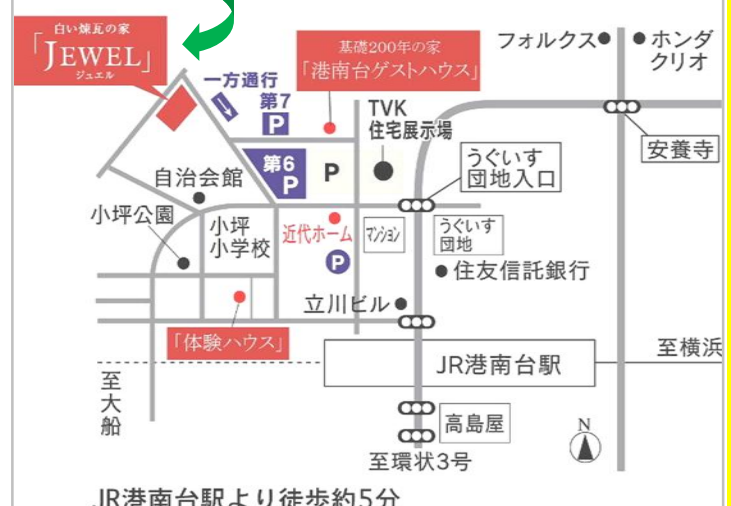 白い煉瓦の家
「JEWEL」
ジュエル
基礎200年の家
「港南台ゲストハウス」
フォルクス
ホンダ
クリオ
一方通行
第7
P
TVK
住宅展示場
安養寺
第6
P
P
うぐいす
団地入口
自治会館
小坪公園
小坪
小学校
近代ホーム
P
マンション
うぐいす
団地
住友信託銀行
立川ビル
「体験ハウス」
JR港南台駅
至横浜
至大船
高島屋
N
至環状3号
JR港南台駅より徒歩約5分